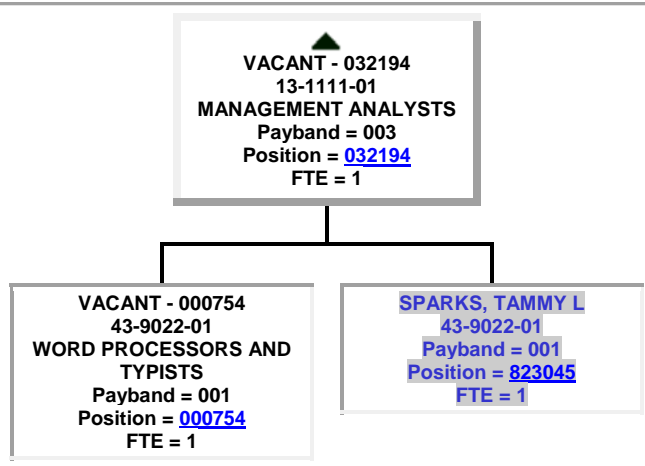 VACANT - 032194
13-1111-01
MANAGEMENT ANALYSTS
Payband = 003
Position = 032194
FTE = 1
VACANT - 000754
43-9022-01
WORD PROCESSORS AND
TYPISTS
Payband = 001
Position = 000754
FTE = 1
SPARKS, TAMMY L
43-9022-01
Payband = 001
Position = 823045
FTE = 1